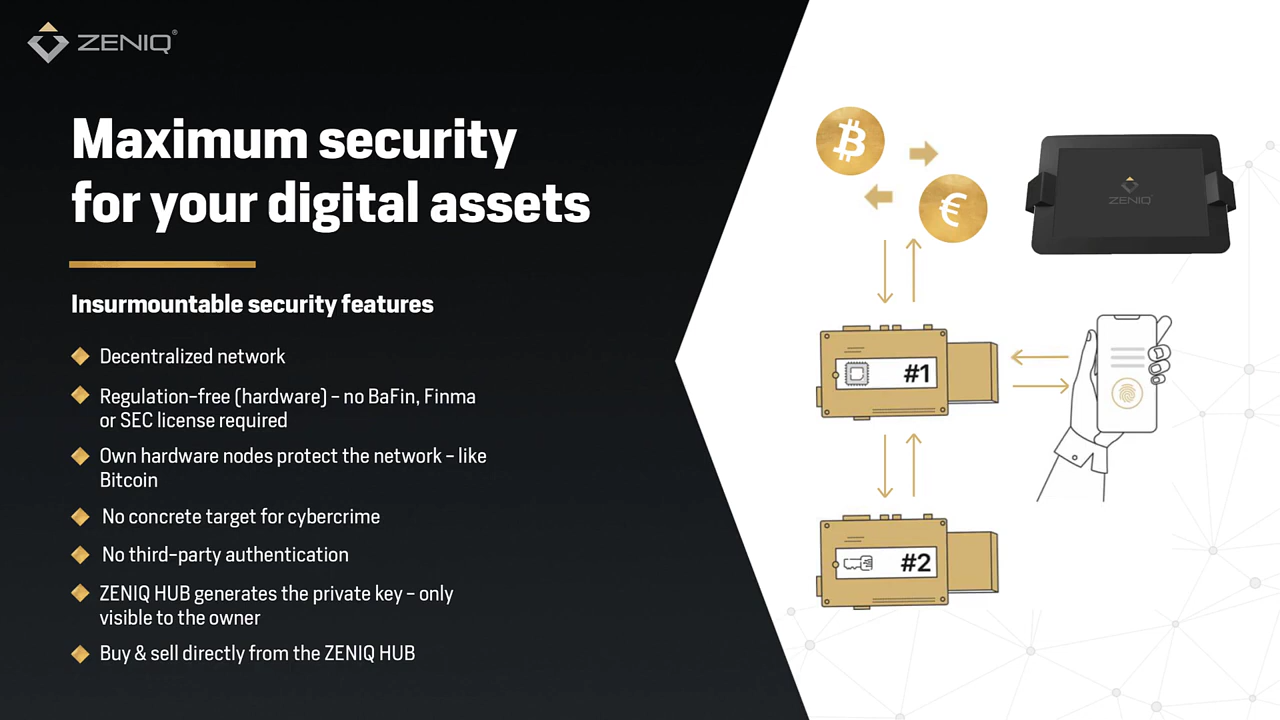 ZENIQ®
Maximum security
for your digital assets
Insurmountable security features
Decentralized network
Regulation-free (hardware) – no BaFin, Finma
or SEC license required
Own hardware nodes protect the network – like
Bitcoin
No concrete target for cybercrime
No third-party authentication
ZENIQ HUB generates the private key – only
visible to the owner
Buy & sell directly from the ZENIQ HUB
₿
€
ZENIQ
#1
#2